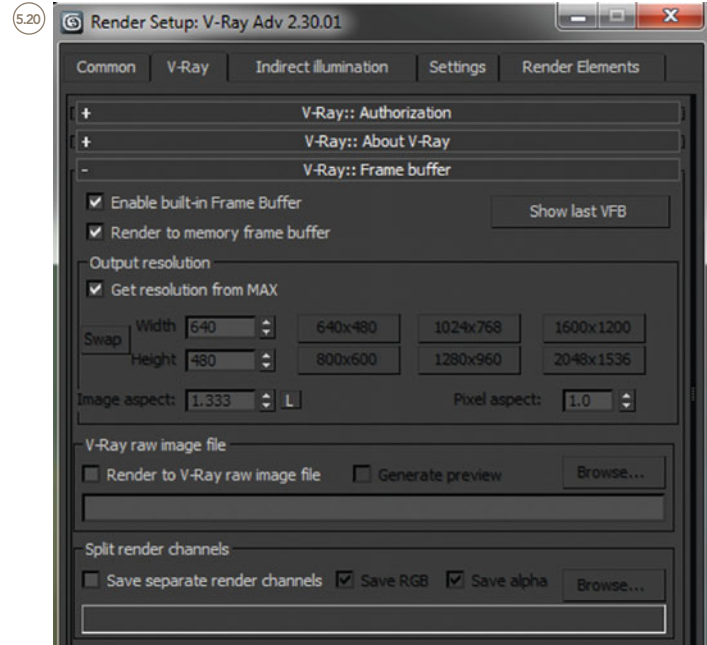 5.20
Render Setup: V-Ray Adv 2.30.01
Common V-Ray Indirect illumination Settings Render Elements
+ V-Ray:: Authorization
+ V-Ray:: About V-Ray
- V-Ray:: Frame buffer
Enable built-in Frame Buffer
Show last VFB
Render to memory frame buffer
Output resolution
Get resolution from MAX
Swap Width 640 640x480 1024x768 1600x1200
Height 480 800x600 1280x960 2048x1536
Image aspect: 1.333 L Pixel aspect: 1.0
V-Ray raw image file
Render to V-Ray raw image file Generate preview Browse...
Split render channels
Save separate render channels Save RGB Save alpha Browse...